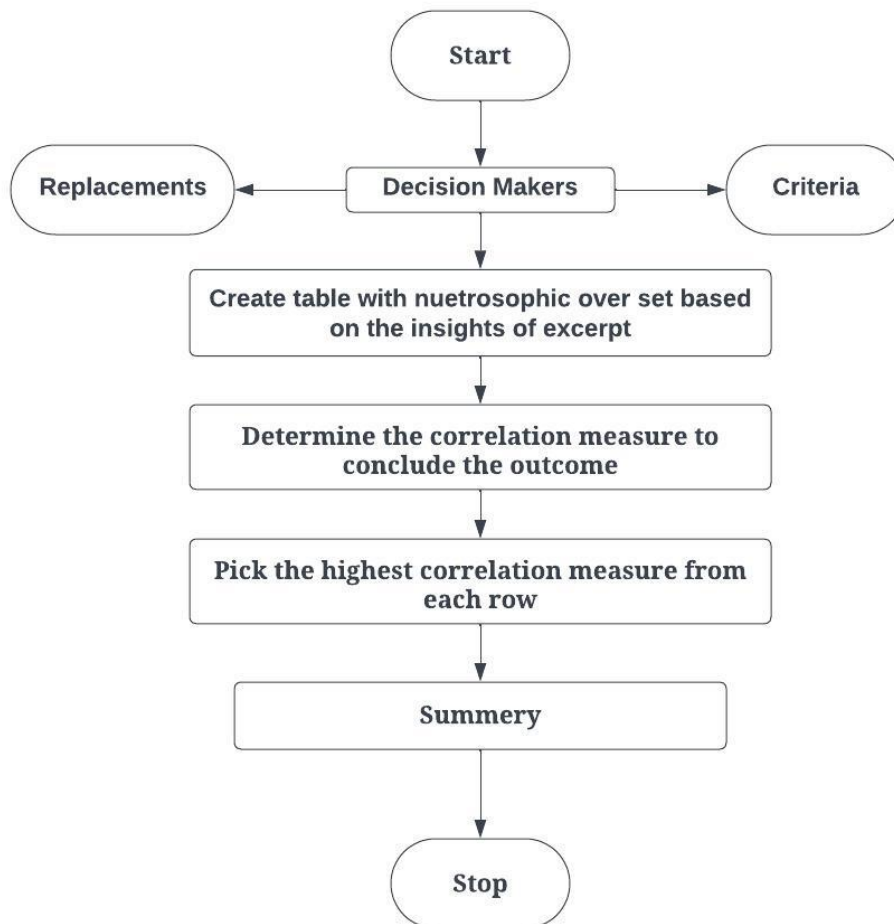 Start
Replacements
Decision Makers
Criteria
Create table with nuetrosophic over set based
on the insights of excerpt
Determine the correlation measure to
conclude the outcome
Pick the highest correlation measure from
each row
Summery
Stop